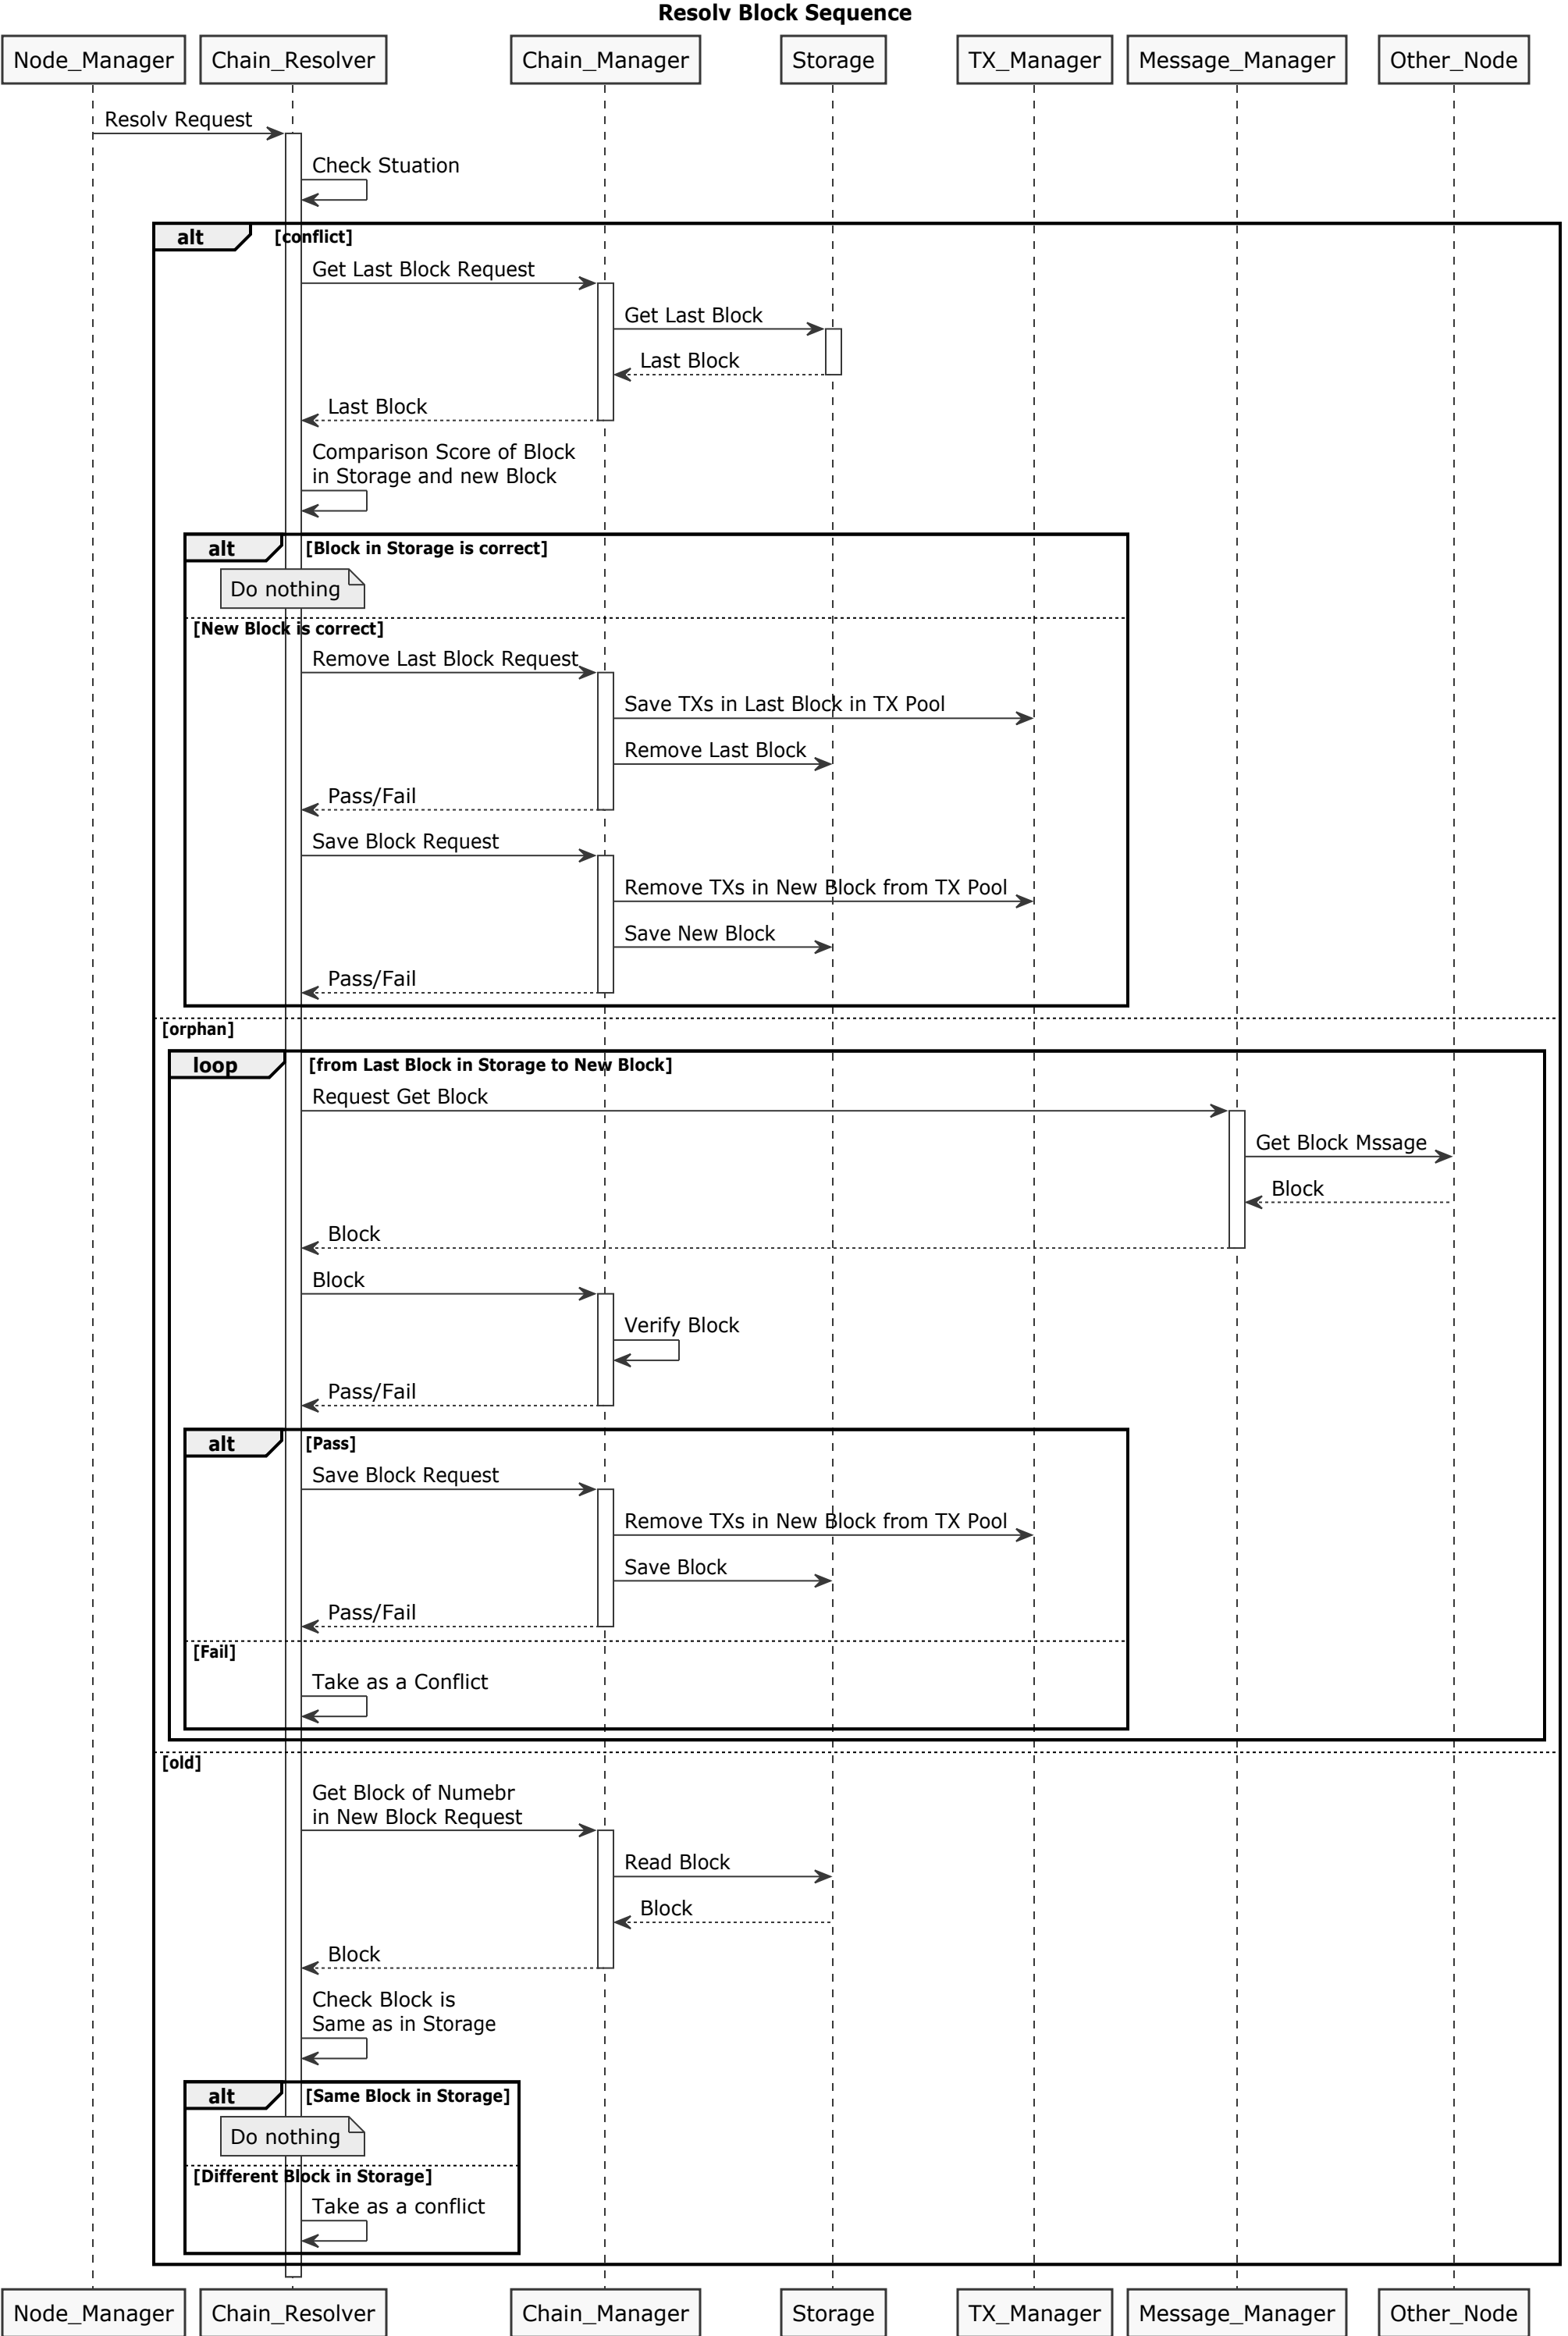 Resolv Block Sequence
Node_Manager
Chain_Resolver
Chain_Manager
Storage
TX_Manager
Message_Manager
Other_Node
Resolv Request
Check Stuation
alt
[conflict]
Get Last Block Request
Get Last Block
Last Block
Last Block
Comparison Score of Block
in Storage and new Block
alt
[Block in Storage is correct]
Do nothing
[New Block is correct]
Remove Last Block Request
Save TXs in Last Block in TX Pool
Remove Last Block
Pass/Fail
Save Block Request
Remove TXs in New Block from TX Pool
Save New Block
Pass/Fail
[orphan]
loop
[from Last Block in Storage to New Block]
Request Get Block
Get Block Mssage
Block
Block
Block
Verify Block
Pass/Fail
alt
[Pass]
Save Block Request
Remove TXs in New Block from TX Pool
Save Block
Pass/Fail
[Fail]
Take as a Conflict
[old]
Get Block of Numebr
in New Block Request
Read Block
Block
Block
Check Block is
Same as in Storage
alt
[Same Block in Storage]
Do nothing
[Different Block in Storage]
Take as a conflict
Node_Manager
Chain_Resolver
Chain_Manager
Storage
TX_Manager
Message_Manager
Other_Node